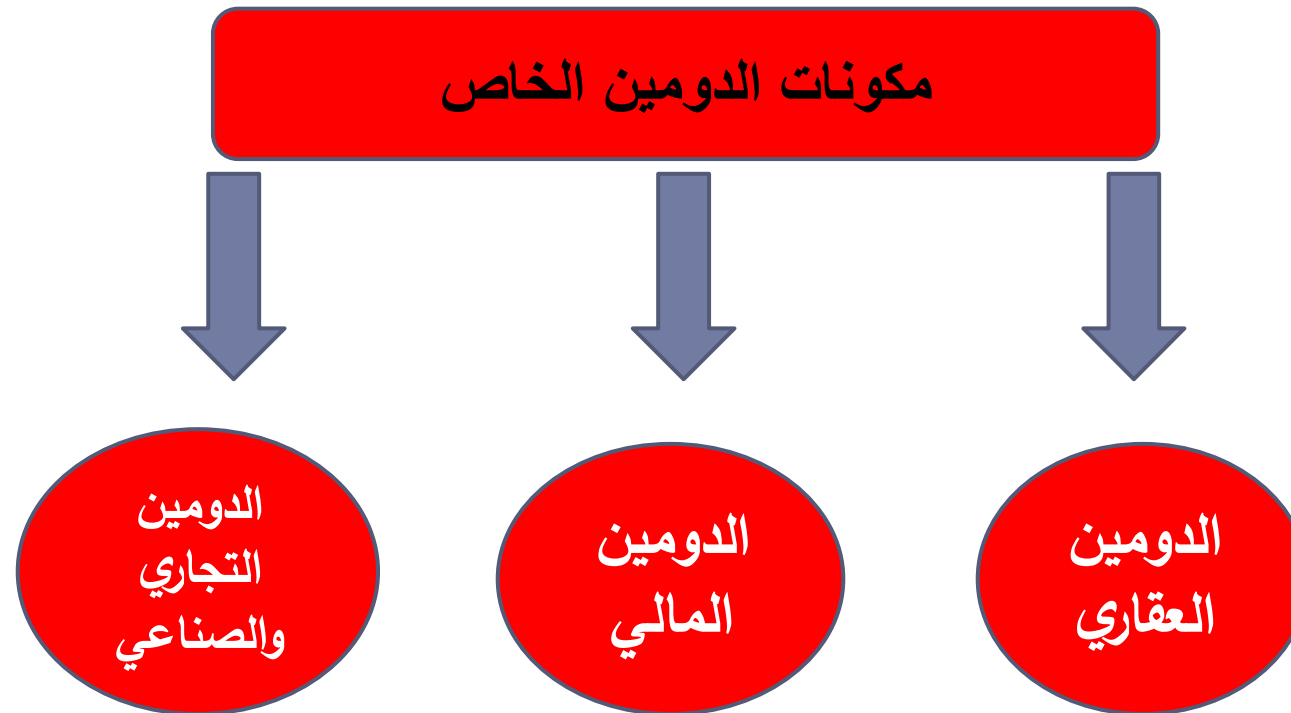 مكونات الدومين الخاص
الدومين
العقاري
الدومين
المالي
الدومين
التجاري
والصناعي